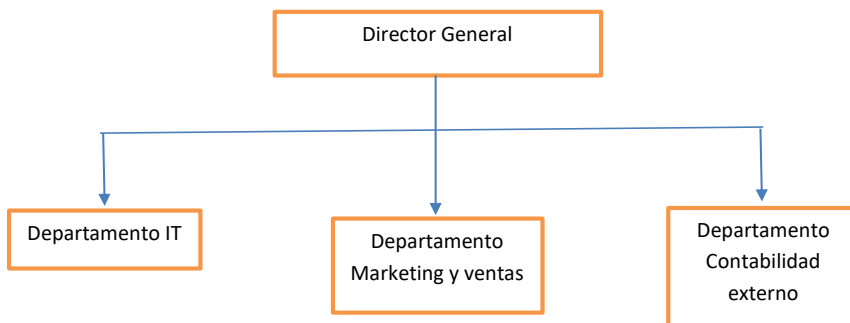 Director General
Departamento IT
Departamento
Marketing y ventas
Departamento
Contabilidad
externo